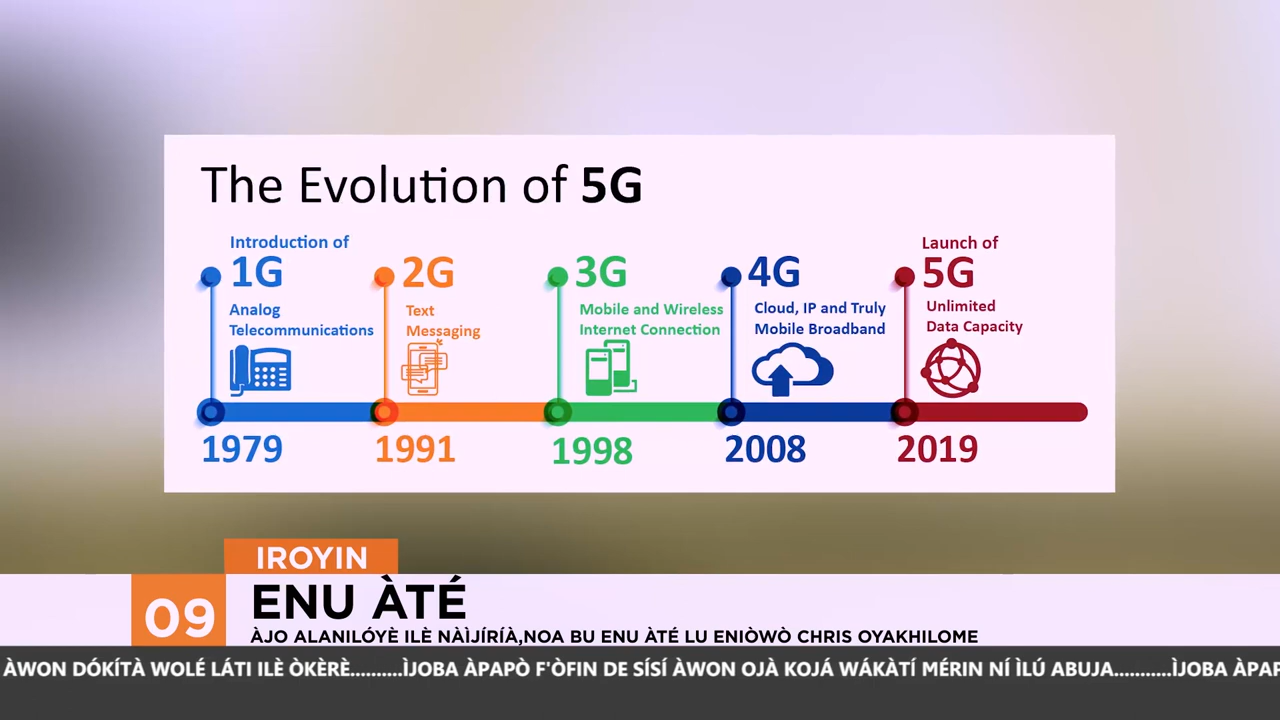 The Evolution of 5G
Introduction of
1G
Analog
Telecommunications
1979
2G
Text
Messaging
1991
3G
Mobile and Wireless
Internet Connection
1998
4G
Cloud, IP and Truly
Mobile Broadband
2008
Launch of
5G
Unlimited
Data Capacity
2019
IROYIN
09
ENU ÀTÉ
ÀJO ALANILÓYÈ ILÈ NÀÌJÍRÍÀ,NOA BU ENU ÀTÉ LU ENIÒWÒ CHRIS OYAKHILOME
ÀWON DÓKÍTÀ WOLÉ LÁTI ILÈ ÒKÈRÈ..........ÌJOBA ÀPAPÒ F'ÒFIN DE SÍSÍ ÀWON OJÀ KOJÁ WÁKÀTÍ MÉRIN NÍ ÌLÚ ABUJA...........ÌJOBA ÀPAP